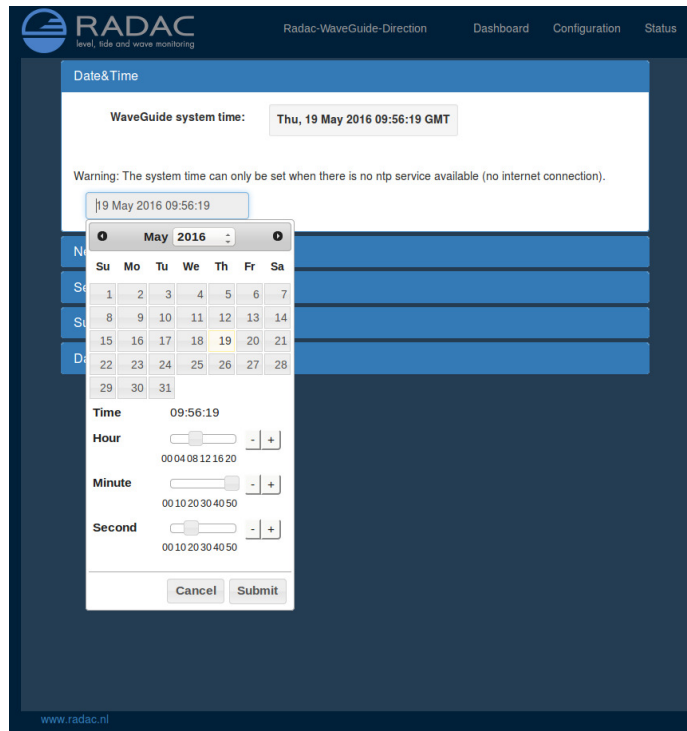 RADAC
level, tide and wave monitoring
Radac-WaveGuide-Direction Dashboard Configuration Status
Date&Time
WaveGuide system time: Thu, 19 May 2016 09:56:19 GMT
Warning: The system time can only be set when there is no ntp service available (no internet connection).
19 May 2016 09:56:19
May 2016
Su Mo Tu We Th Fr Sa
1 2 3 4 5 6 7
8 9 10 11 12 13 14
15 16 17 18 19 20 21
22 23 24 25 26 27 28
29 30 31
Time 09:56:19
Hour - +
00 04 08 12 16 20
Minute - +
00 10 20 30 40 50
Second - +
00 10 20 30 40 50
Cancel Submit
www.radac.nl